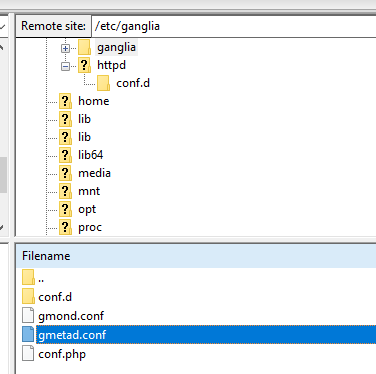 Remote site: /etc/ganglia
ganglia
? httpd
conf.d
? home
? lib
? lib
? lib64
? media
? mnt
? opt
? proc
Filename
..
conf.d
gmond.conf
gmetad.conf
conf.php